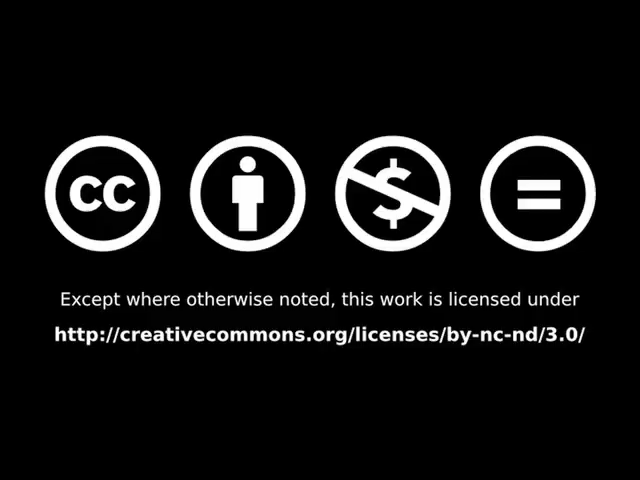 cc
$
=
Except where otherwise noted, this work is licensed under
http://creativecommons.org/licenses/by-nc-nd/3.0/